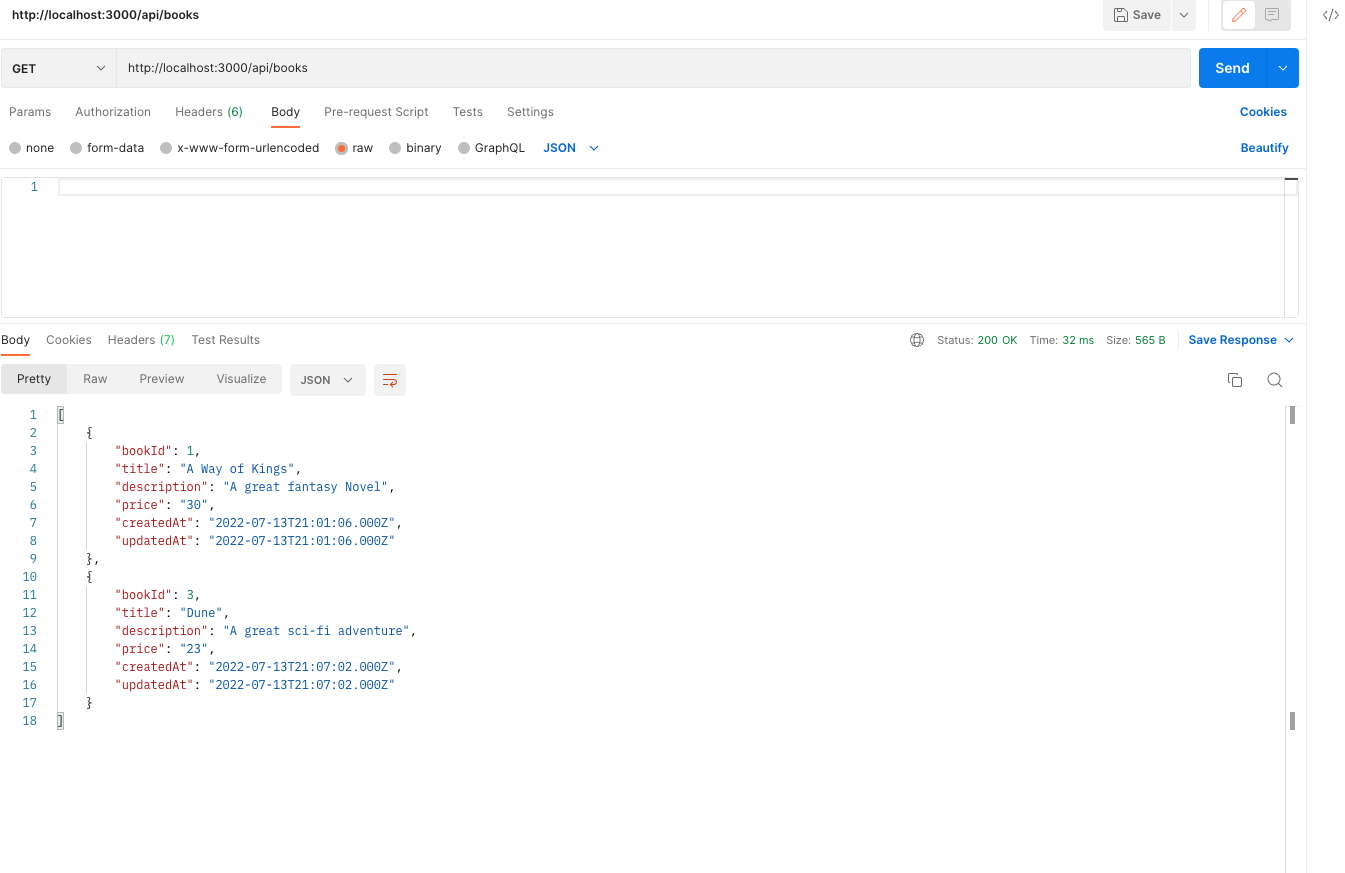 http://localhost:3000/api/books Save
GET http://localhost:3000/api/books Send
Params Authorization Headers (6) Body Pre-request Script Tests Settings Cookies
none form-data x-www-form-urlencoded raw binary GraphQL JSON Beautify
1
Body Cookies Headers (7) Test Results Status: 200 OK Time: 32 ms Size: 565 B Save Response
Pretty Raw Preview Visualize JSON
1 [
2 {
3 "bookId": 1,
4 "title": "A Way of Kings",
5 "description": "A great fantasy Novel",
6 "price": "30",
7 "createdAt": "2022-07-13T21:01:06.000Z",
8 "updatedAt": "2022-07-13T21:01:06.000Z"
9 },
10 {
11 "bookId": 3,
12 "title": "Dune",
13 "description": "A great sci-fi adventure",
14 "price": "23",
15 "createdAt": "2022-07-13T21:07:02.000Z",
16 "updatedAt": "2022-07-13T21:07:02.000Z"
17 }
18 ]